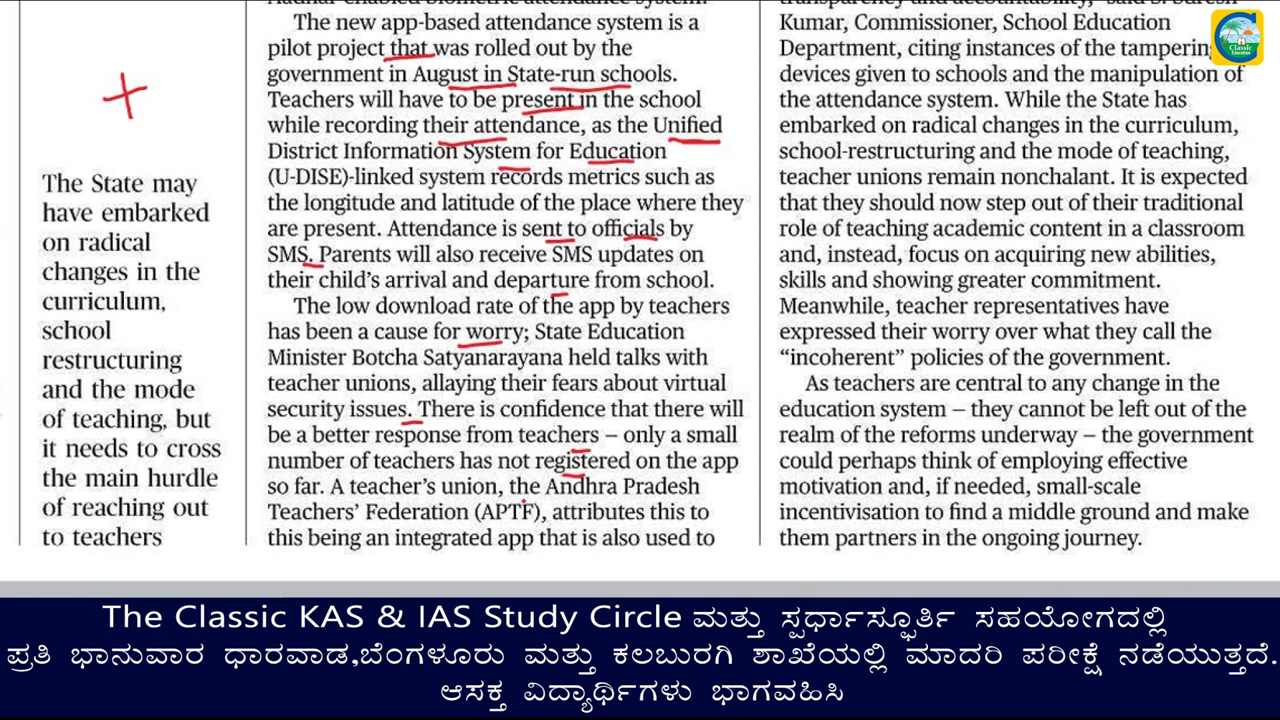 The State may
have embarked
on radical
changes in the
curriculum,
school
restructuring
and the mode
of teaching, but
it needs to cross
the main hurdle
of reaching out
to teachers
The new app-based attendance system is a
pilot project that was rolled out by the
government in August in State-run schools.
Teachers will have to be present in the school
while recording their attendance, as the Unified
District Information System for Education
(U-DISE)-linked system records metrics such as
the longitude and latitude of the place where they
are present. Attendance is sent to officials by
SMS. Parents will also receive SMS updates on
their child’s arrival and departure from school.
The low download rate of the app by teachers
has been a cause for worry; State Education
Minister Botcha Satyanarayana held talks with
teacher unions, allaying their fears about virtual
security issues. There is confidence that there will
be a better response from teachers — only a small
number of teachers has not registered on the app
so far. A teacher’s union, the Andhra Pradesh
Teachers’ Federation (APTF), attributes this to
this being an integrated app that is also used to
Kumar, Commissioner, School Education
Department, citing instances of the tampering
devices given to schools and the manipulation of
the attendance system. While the State has
embarked on radical changes in the curriculum,
school-restructuring and the mode of teaching,
teacher unions remain nonchalant. It is expected
that they should now step out of their traditional
role of teaching academic content in a classroom
and, instead, focus on acquiring new abilities,
skills and showing greater commitment.
Meanwhile, teacher representatives have
expressed their worry over what they call the
“incoherent” policies of the government.
As teachers are central to any change in the
education system — they cannot be left out of the
realm of the reforms underway — the government
could perhaps think of employing effective
motivation and, if needed, small-scale
incentivisation to find a middle ground and make
them partners in the ongoing journey.
Classic
Education
The Classic KAS & IAS Study Circle ಮತ್ತು ಸ್ಪರ್ಧಾಸ್ಫೂರ್ತಿ ಸಹಯೋಗದಲ್ಲಿ
ಪ್ರತಿ ಭಾನುವಾರ ಧಾರವಾಡ,ಬೆಂಗಳೂರು ಮತ್ತು ಕಲಬುರಗಿ ಶಾಖೆಯಲ್ಲಿ ಮಾದರಿ ಪರೀಕ್ಷೆ ನಡೆಯುತ್ತದೆ.
ಆಸಕ್ತ ವಿದ್ಯಾರ್ಥಿಗಳು ಭಾಗವಹಿಸಿ